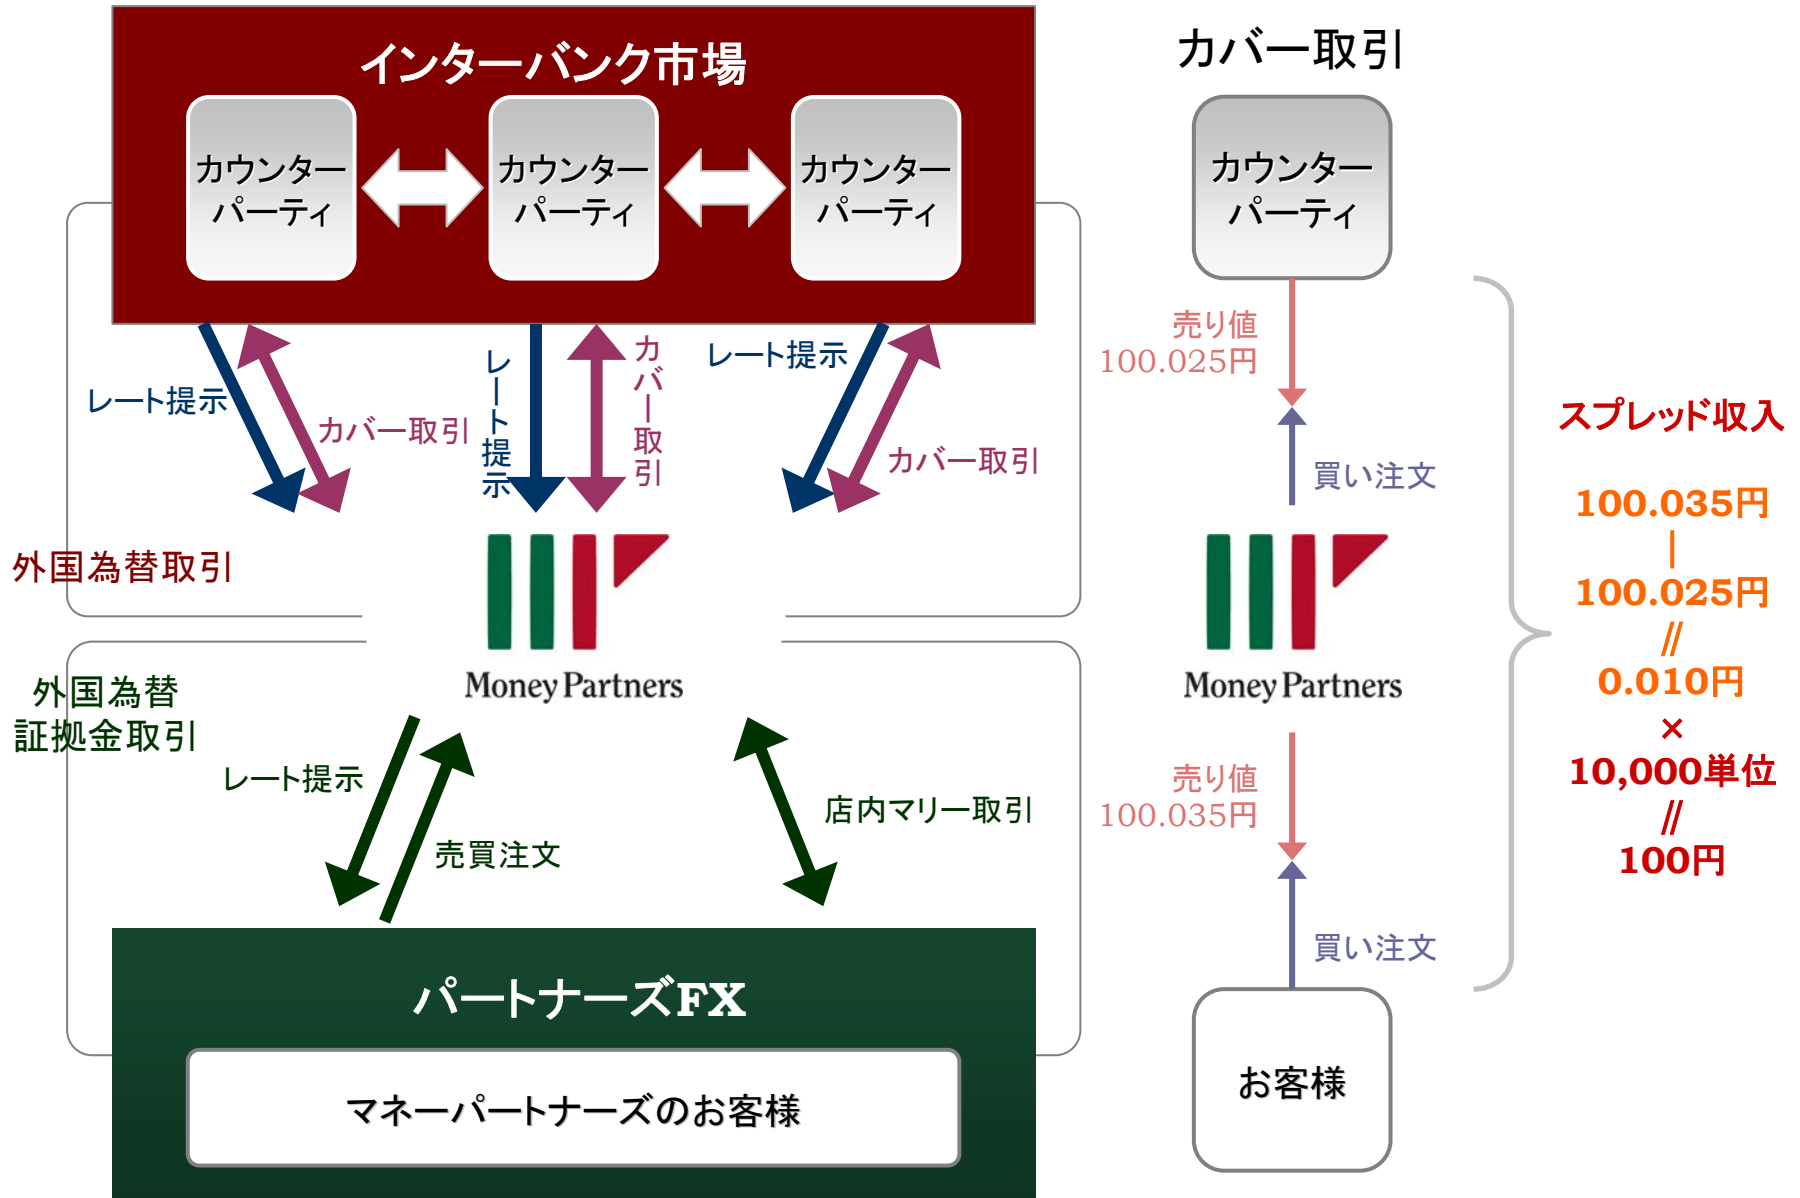 インターバンク市場
カウンター
パーティ
カウンター
パーティ
カウンター
パーティ
レート提示
カバー取引
レート提示
カバー取引
レート提示
カバー取引
外国為替取引
Money Partners
外国為替
証拠金取引
レート提示
売買注文
店内マリー取引
パートナーズFX
マネーパートナーズのお客様
カバー取引
カウンター
パーティ
売り値
100.025円
買い注文
Money Partners
売り値
100.035円
買い注文
お客様
スプレッド収入
100.035円
|
100.025円
//
0.010円
×
10,000単位
//
100円